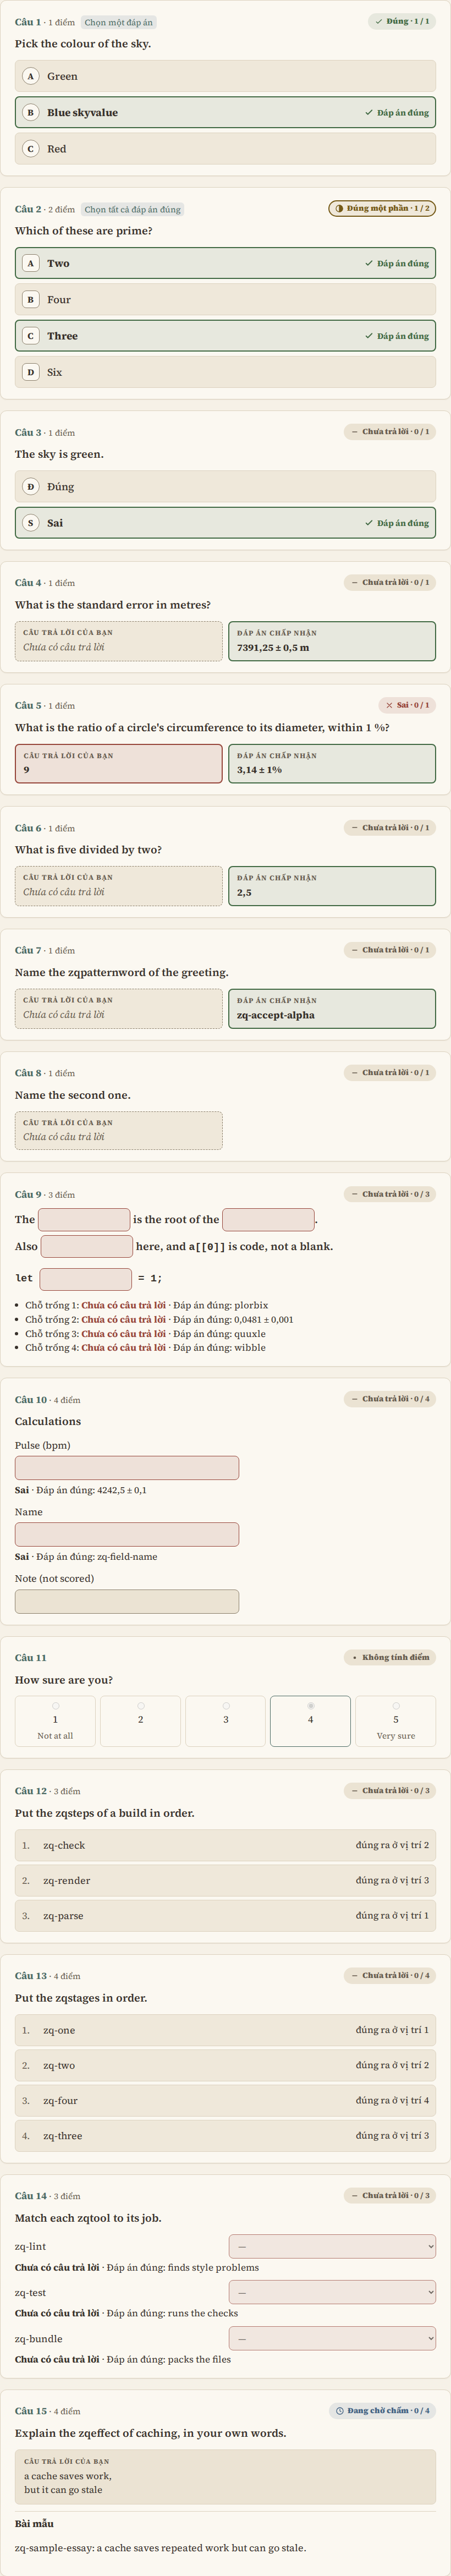 Câu 1 · 1 điểm Chọn một đáp án ✓ Đúng · 1 / 1
Pick the colour of the sky.
A Green
B Blue skyvalue ✓ Đáp án đúng
C Red
Câu 2 · 2 điểm Chọn tất cả đáp án đúng Đúng một phần · 1 / 2
Which of these are prime?
A Two ✓ Đáp án đúng
B Four
C Three ✓ Đáp án đúng
D Six
Câu 3 · 1 điểm – Chưa trả lời · 0 / 1
The sky is green.
Đ Đúng
S Sai ✓ Đáp án đúng
Câu 4 · 1 điểm – Chưa trả lời · 0 / 1
What is the standard error in metres?
CÂU TRẢ LỜI CỦA BẠN ĐÁP ÁN CHẤP NHẬN
Chưa có câu trả lời 7391,25 ± 0,5 m
Câu 5 · 1 điểm × Sai · 0 / 1
What is the ratio of a circle's circumference to its diameter, within 1 %?
CÂU TRẢ LỜI CỦA BẠN ĐÁP ÁN CHẤP NHẬN
9 3,14 ± 1%
Câu 6 · 1 điểm – Chưa trả lời · 0 / 1
What is five divided by two?
CÂU TRẢ LỜI CỦA BẠN ĐÁP ÁN CHẤP NHẬN
Chưa có câu trả lời 2,5
Câu 7 · 1 điểm – Chưa trả lời · 0 / 1
Name the zqpatternword of the greeting.
CÂU TRẢ LỜI CỦA BẠN ĐÁP ÁN CHẤP NHẬN
Chưa có câu trả lời zq-accept-alpha
Câu 8 · 1 điểm – Chưa trả lời · 0 / 1
Name the second one.
CÂU TRẢ LỜI CỦA BẠN
Chưa có câu trả lời
Câu 9 · 3 điểm – Chưa trả lời · 0 / 3
The is the root of the .
Also here, and a[[0]] is code, not a blank.
let = 1;
• Chỗ trống 1: Chưa có câu trả lời · Đáp án đúng: plorbix
• Chỗ trống 2: Chưa có câu trả lời · Đáp án đúng: 0,0481 ± 0,001
• Chỗ trống 3: Chưa có câu trả lời · Đáp án đúng: quuxle
• Chỗ trống 4: Chưa có câu trả lời · Đáp án đúng: wibble
Câu 10 · 4 điểm – Chưa trả lời · 0 / 4
Calculations
Pulse (bpm)
Sai · Đáp án đúng: 4242,5 ± 0,1
Name
Sai · Đáp án đúng: zq-field-name
Note (not scored)
Câu 11 • Không tính điểm
How sure are you?
1 2 3 4 5
Not at all Very sure
Câu 12 · 3 điểm – Chưa trả lời · 0 / 3
Put the zqsteps of a build in order.
1. zq-check đúng ra ở vị trí 2
2. zq-render đúng ra ở vị trí 3
3. zq-parse đúng ra ở vị trí 1
Câu 13 · 4 điểm – Chưa trả lời · 0 / 4
Put the zqstages in order.
1. zq-one đúng ra ở vị trí 1
2. zq-two đúng ra ở vị trí 2
3. zq-four đúng ra ở vị trí 4
4. zq-three đúng ra ở vị trí 3
Câu 14 · 3 điểm – Chưa trả lời · 0 / 3
Match each zqtool to its job.
zq-lint —
Chưa có câu trả lời · Đáp án đúng: finds style problems
zq-test —
Chưa có câu trả lời · Đáp án đúng: runs the checks
zq-bundle —
Chưa có câu trả lời · Đáp án đúng: packs the files
Câu 15 · 4 điểm Đang chờ chấm · 0 / 4
Explain the zqeffect of caching, in your own words.
CÂU TRẢ LỜI CỦA BẠN
a cache saves work,
but it can go stale
Bài mẫu
zq-sample-essay: a cache saves repeated work but can go stale.